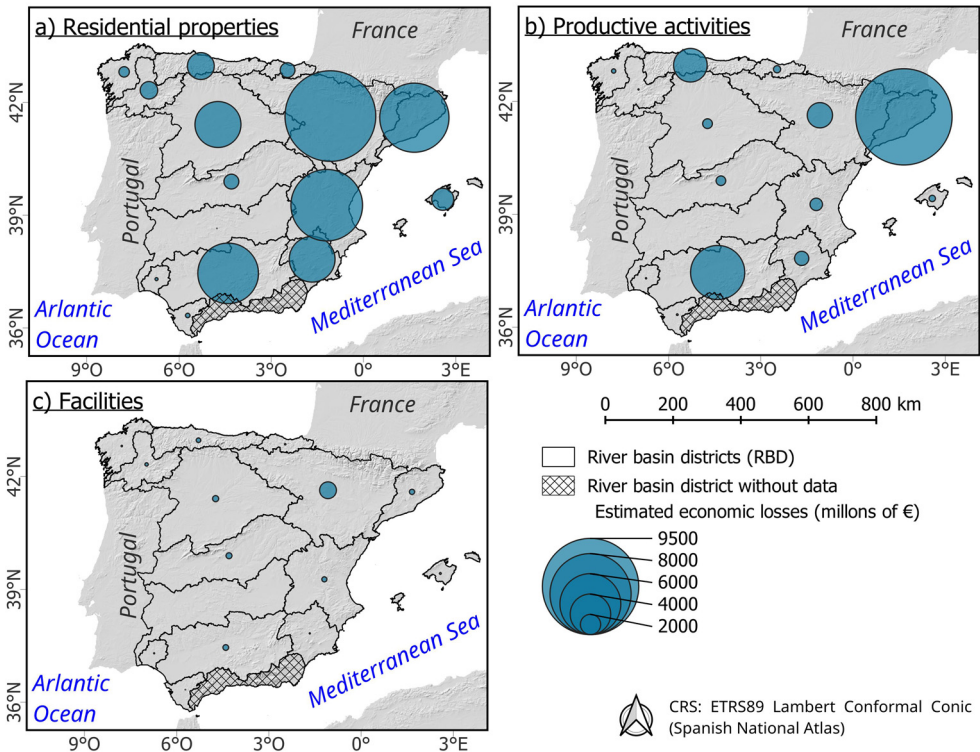 a) Residential properties
France
Portugal
Arlantic
Ocean
Mediterranean Sea
42°N
39°N
36°N
9°O
6°O
3°O
0°
3°E
b) Productive activities
France
Portugal
Arlantic
Ocean
Mediterranean Sea
42°N
39°N
36°N
9°O
6°O
3°O
0°
3°E
c) Facilities
France
Portugal
Arlantic
Ocean
Mediterranean Sea
42°N
39°N
36°N
9°O
6°O
3°O
0°
3°E
0 200 400 600 800 km
River basin districts (RBD)
River basin district without data
Estimated economic losses (millons of €)
9500
8000
6000
4000
2000
CRS: ETRS89 Lambert Conformal Conic
(Spanish National Atlas)